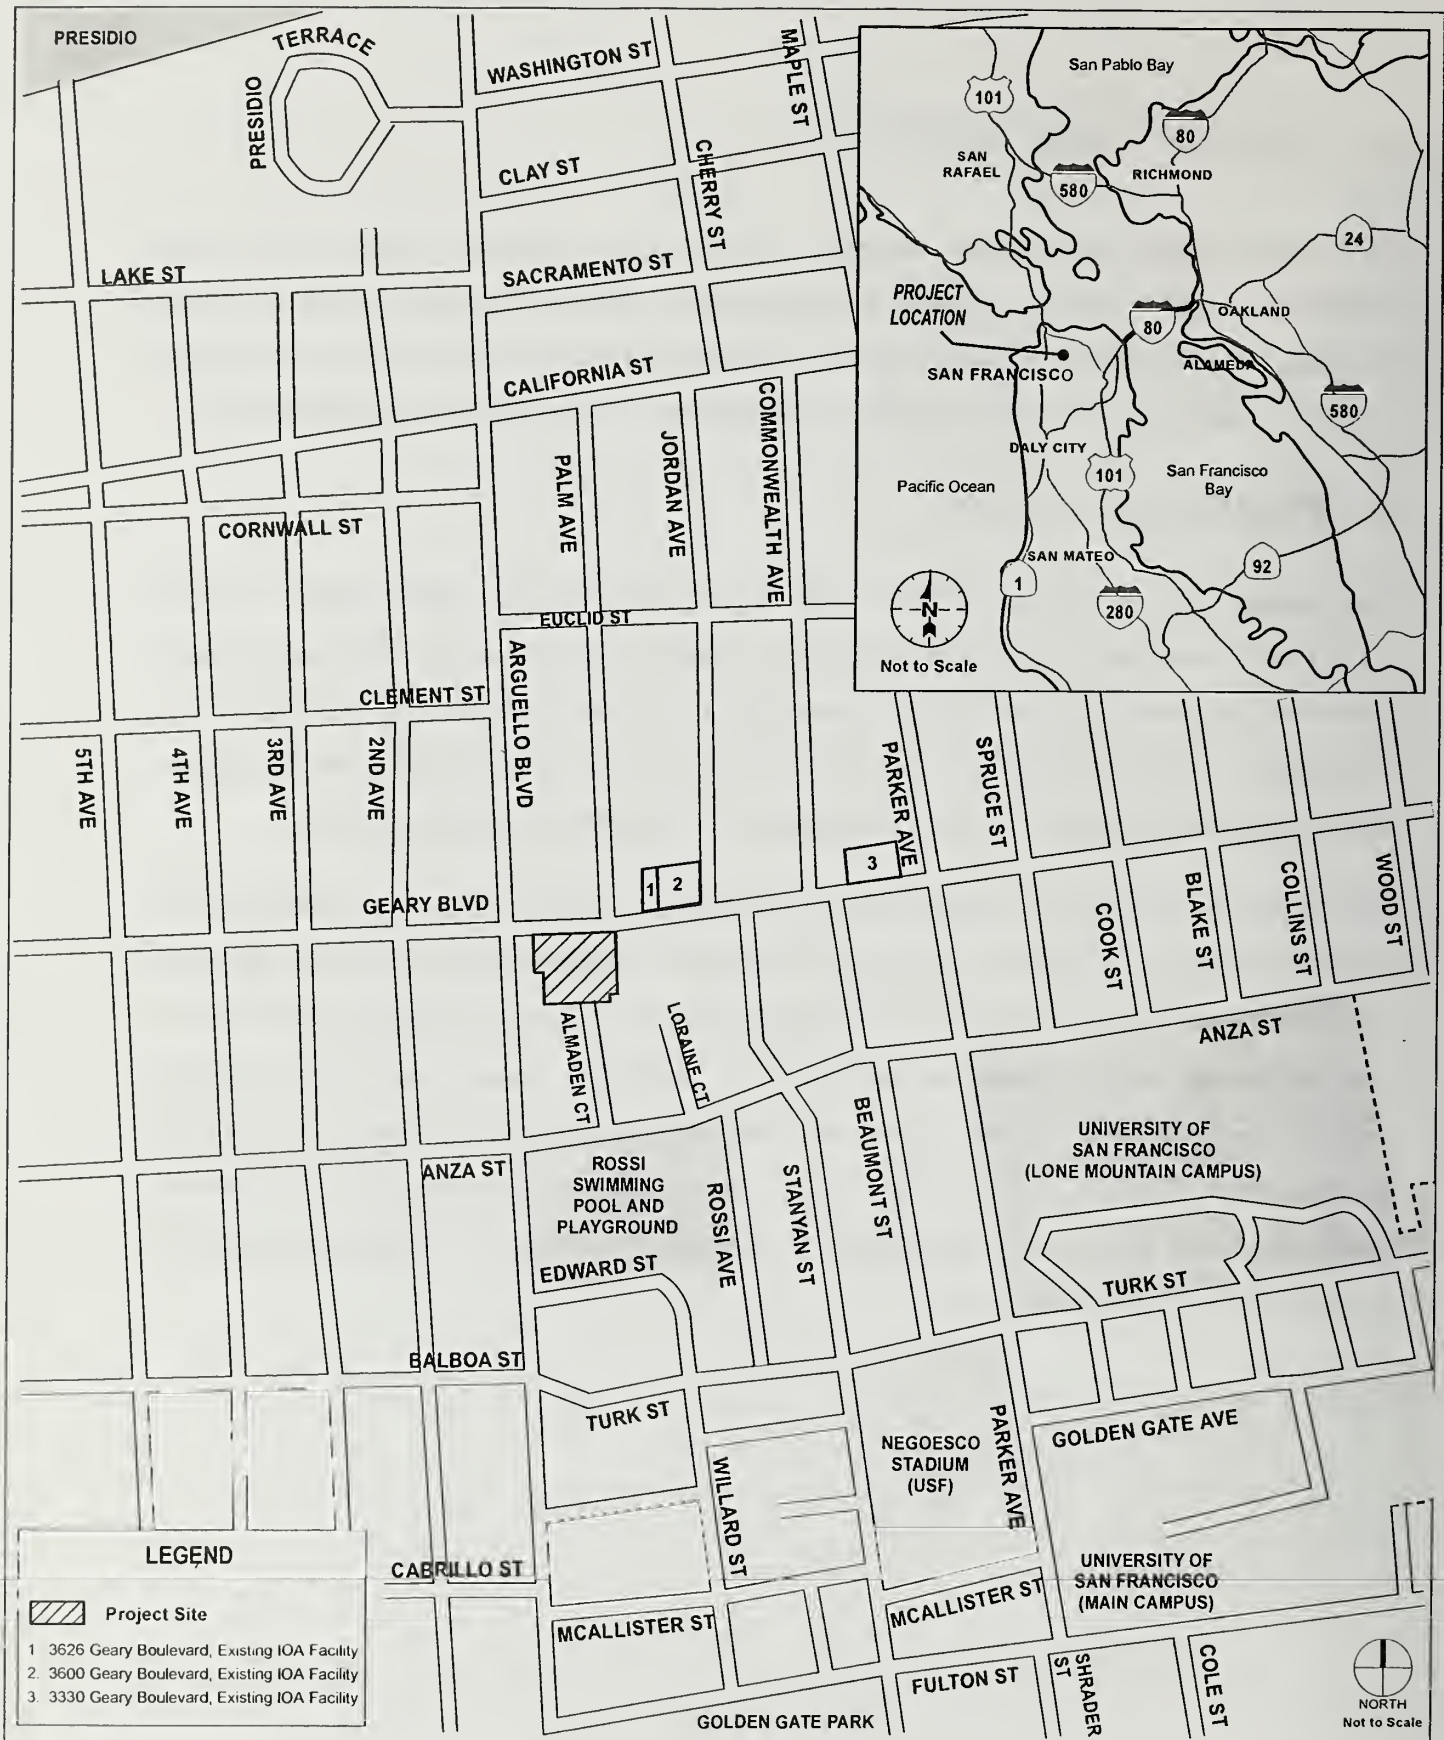 PRESIDIO
PRESIDIO
TERRACE
WASHINGTON ST
MAPLE ST
CLAY ST
CHERRY ST
LAKE ST
SACRAMENTO ST
CALIFORNIA ST
PALM AVE
JORDAN AVE
COMMONWEALTH AVE
CORNWALL ST
EUCLID ST
ARGUELLO BLVD
CLEMENT ST
5TH AVE
4TH AVE
3RD AVE
2ND AVE
PARKER AVE
SPRUCE ST
GEARY BLVD
1
2
3
COOK ST
BLAKE ST
COLLINS ST
WOOD ST
ALMADEN CT
LORAINE CT
ANZA ST
ANZA ST
ROSSI
SWIMMING
POOL AND
PLAYGROUND
ROSSI AVE
STANYAN ST
BEAUMONT ST
UNIVERSITY OF
SAN FRANCISCO
(LONE MOUNTAIN CAMPUS)
EDWARD ST
TURK ST
BALBOA ST
TURK ST
WILLARD ST
NEGOESCO
STADIUM
(USF)
PARKER AVE
GOLDEN GATE AVE
CABRILLO ST
MCALLISTER ST
MCALLISTER ST
UNIVERSITY OF
SAN FRANCISCO
(MAIN CAMPUS)
FULTON ST
SHRADER
ST
COLE ST
GOLDEN GATE PARK
NORTH
Not to Scale
San Pablo Bay
101
80
SAN
RAFAEL
580
RICHMOND
24
PROJECT
LOCATION
80
OAKLAND
SAN FRANCISCO
ALAMEDA
580
DALY CITY
101
San Francisco
Bay
Pacific Ocean
SAN MATEO
92
1
280
N
Not to Scale
LEGEND
Project Site
1 3626 Geary Boulevard, Existing IOA Facility
2. 3600 Geary Boulevard, Existing IOA Facility
3. 3330 Geary Boulevard, Existing IOA Facility